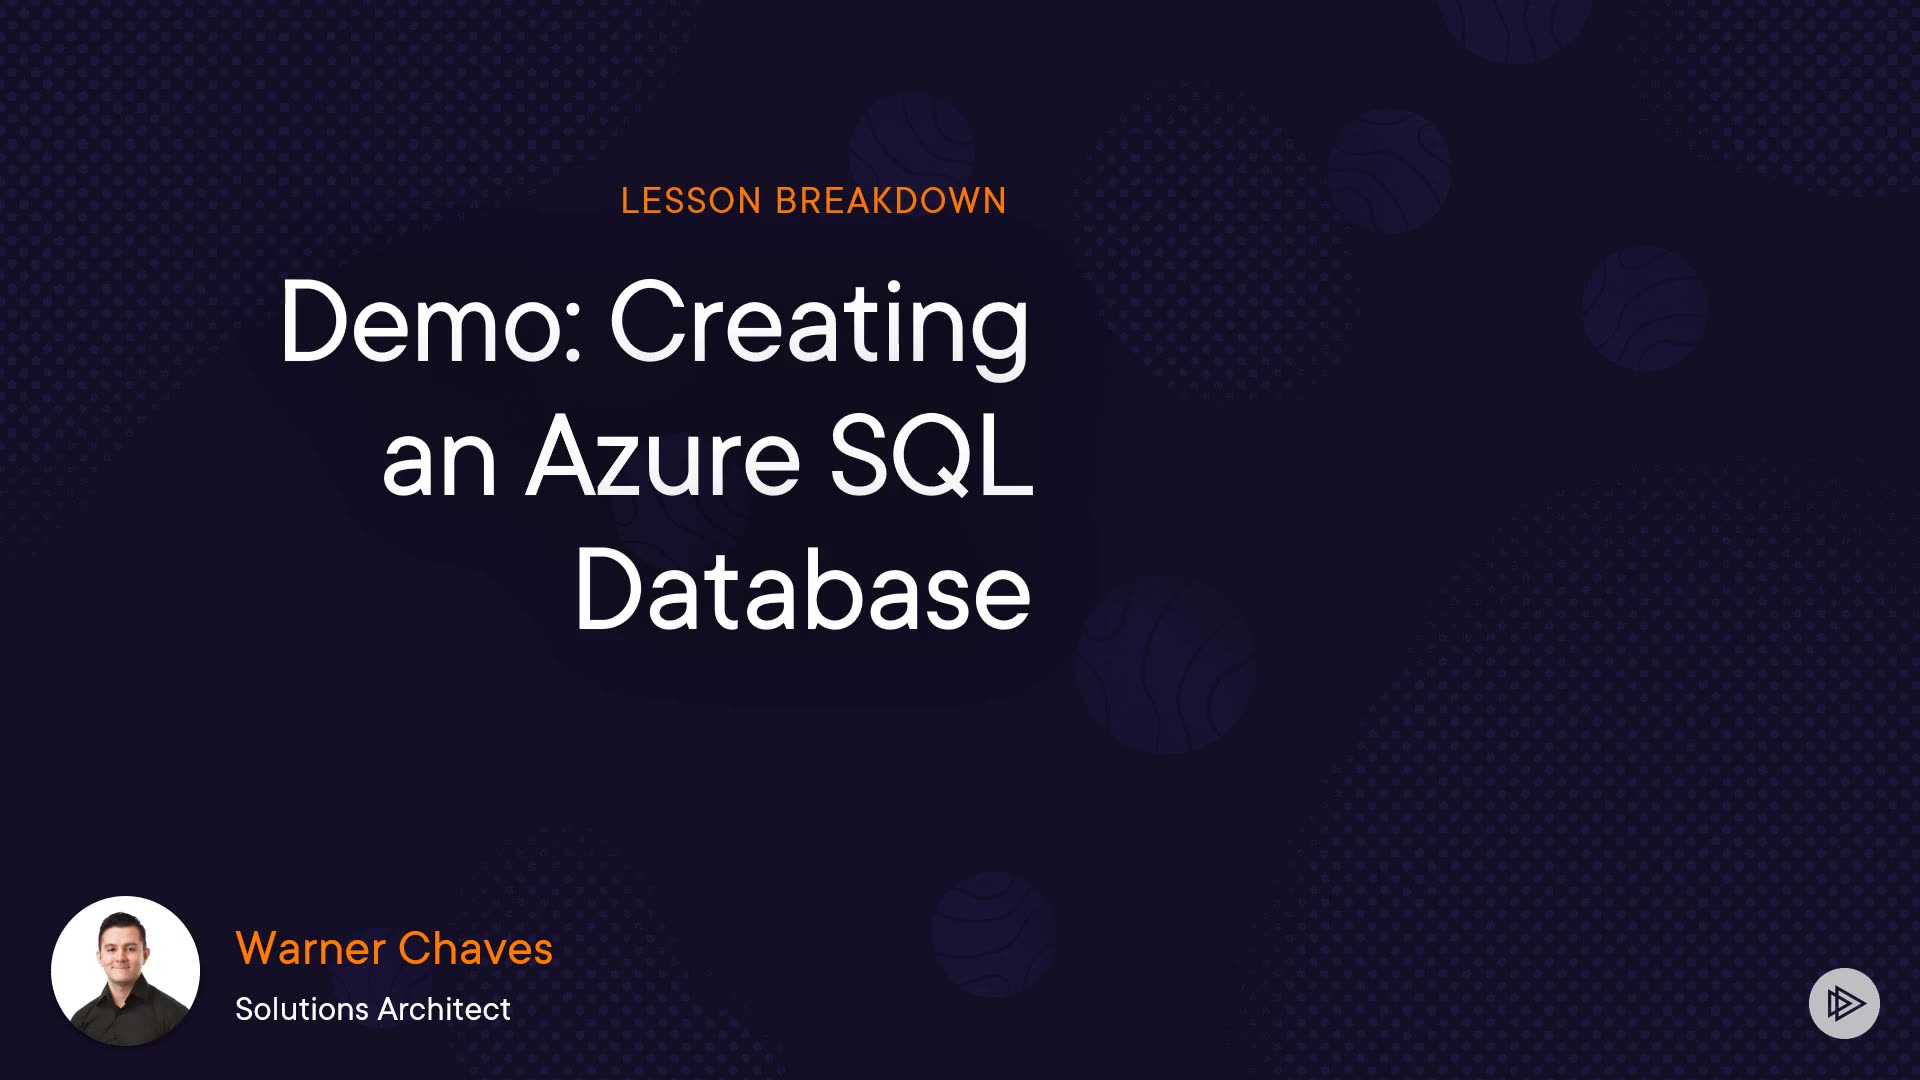 LESSON BREAKDOWN
Demo: Creating
an Azure SQL
Database
Warner Chaves
Solutions Architect